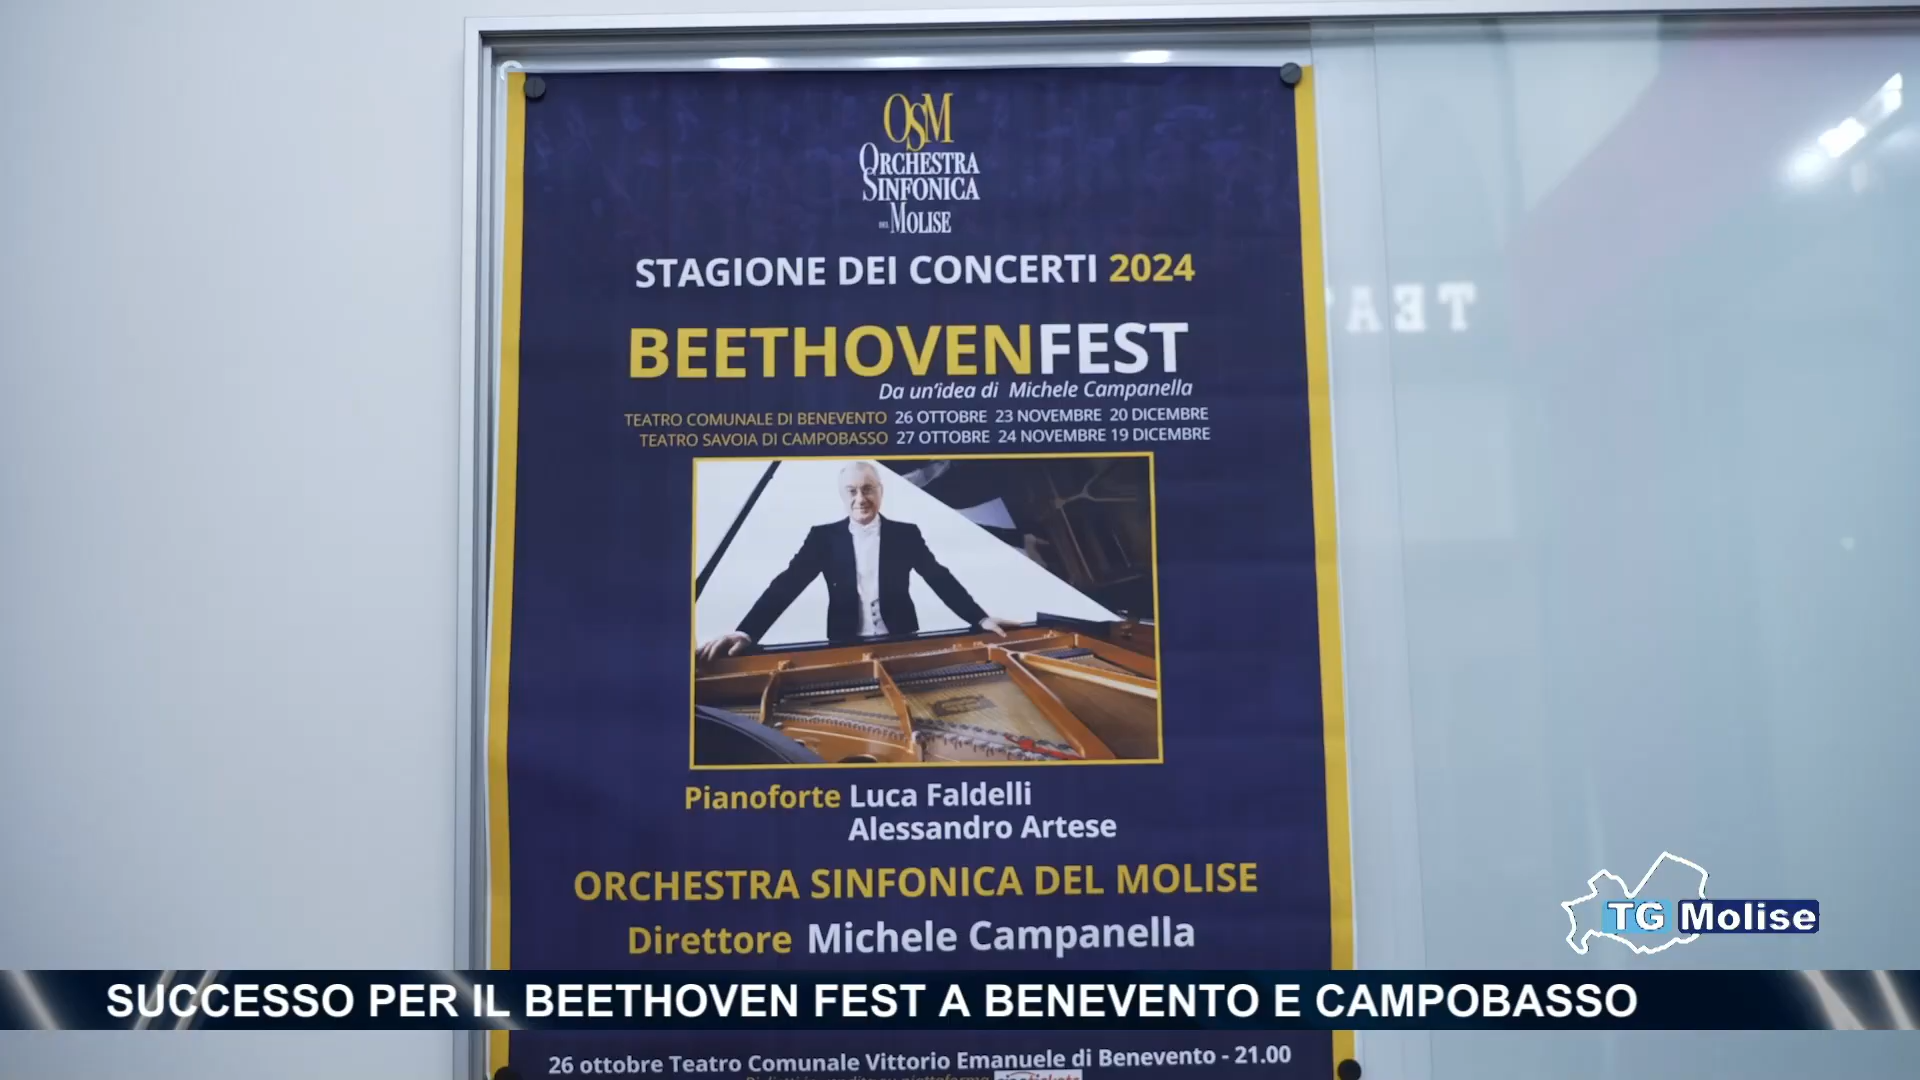 OSM
ORCHESTRA
SINFONICA
DEL MOLISE
STAGIONE DEI CONCERTI 2024
BEETHOVENFEST
Da un'idea di Michele Campanella
TEATRO COMUNALE DI BENEVENTO 26 OTTOBRE 23 NOVEMBRE 20 DICEMBRE
TEATRO SAVOIA DI CAMPOBASSO 27 OTTOBRE 24 NOVEMBRE 19 DICEMBRE
Pianoforte Luca Faldelli
Alessandro Artese
ORCHESTRA SINFONICA DEL MOLISE
Direttore Michele Campanella
TG Molise
SUCCESSO PER IL BEETHOVEN FEST A BENEVENTO E CAMPOBASSO
26 ottobre Teatro Comunale Vittorio Emanuele di Benevento - 21.00